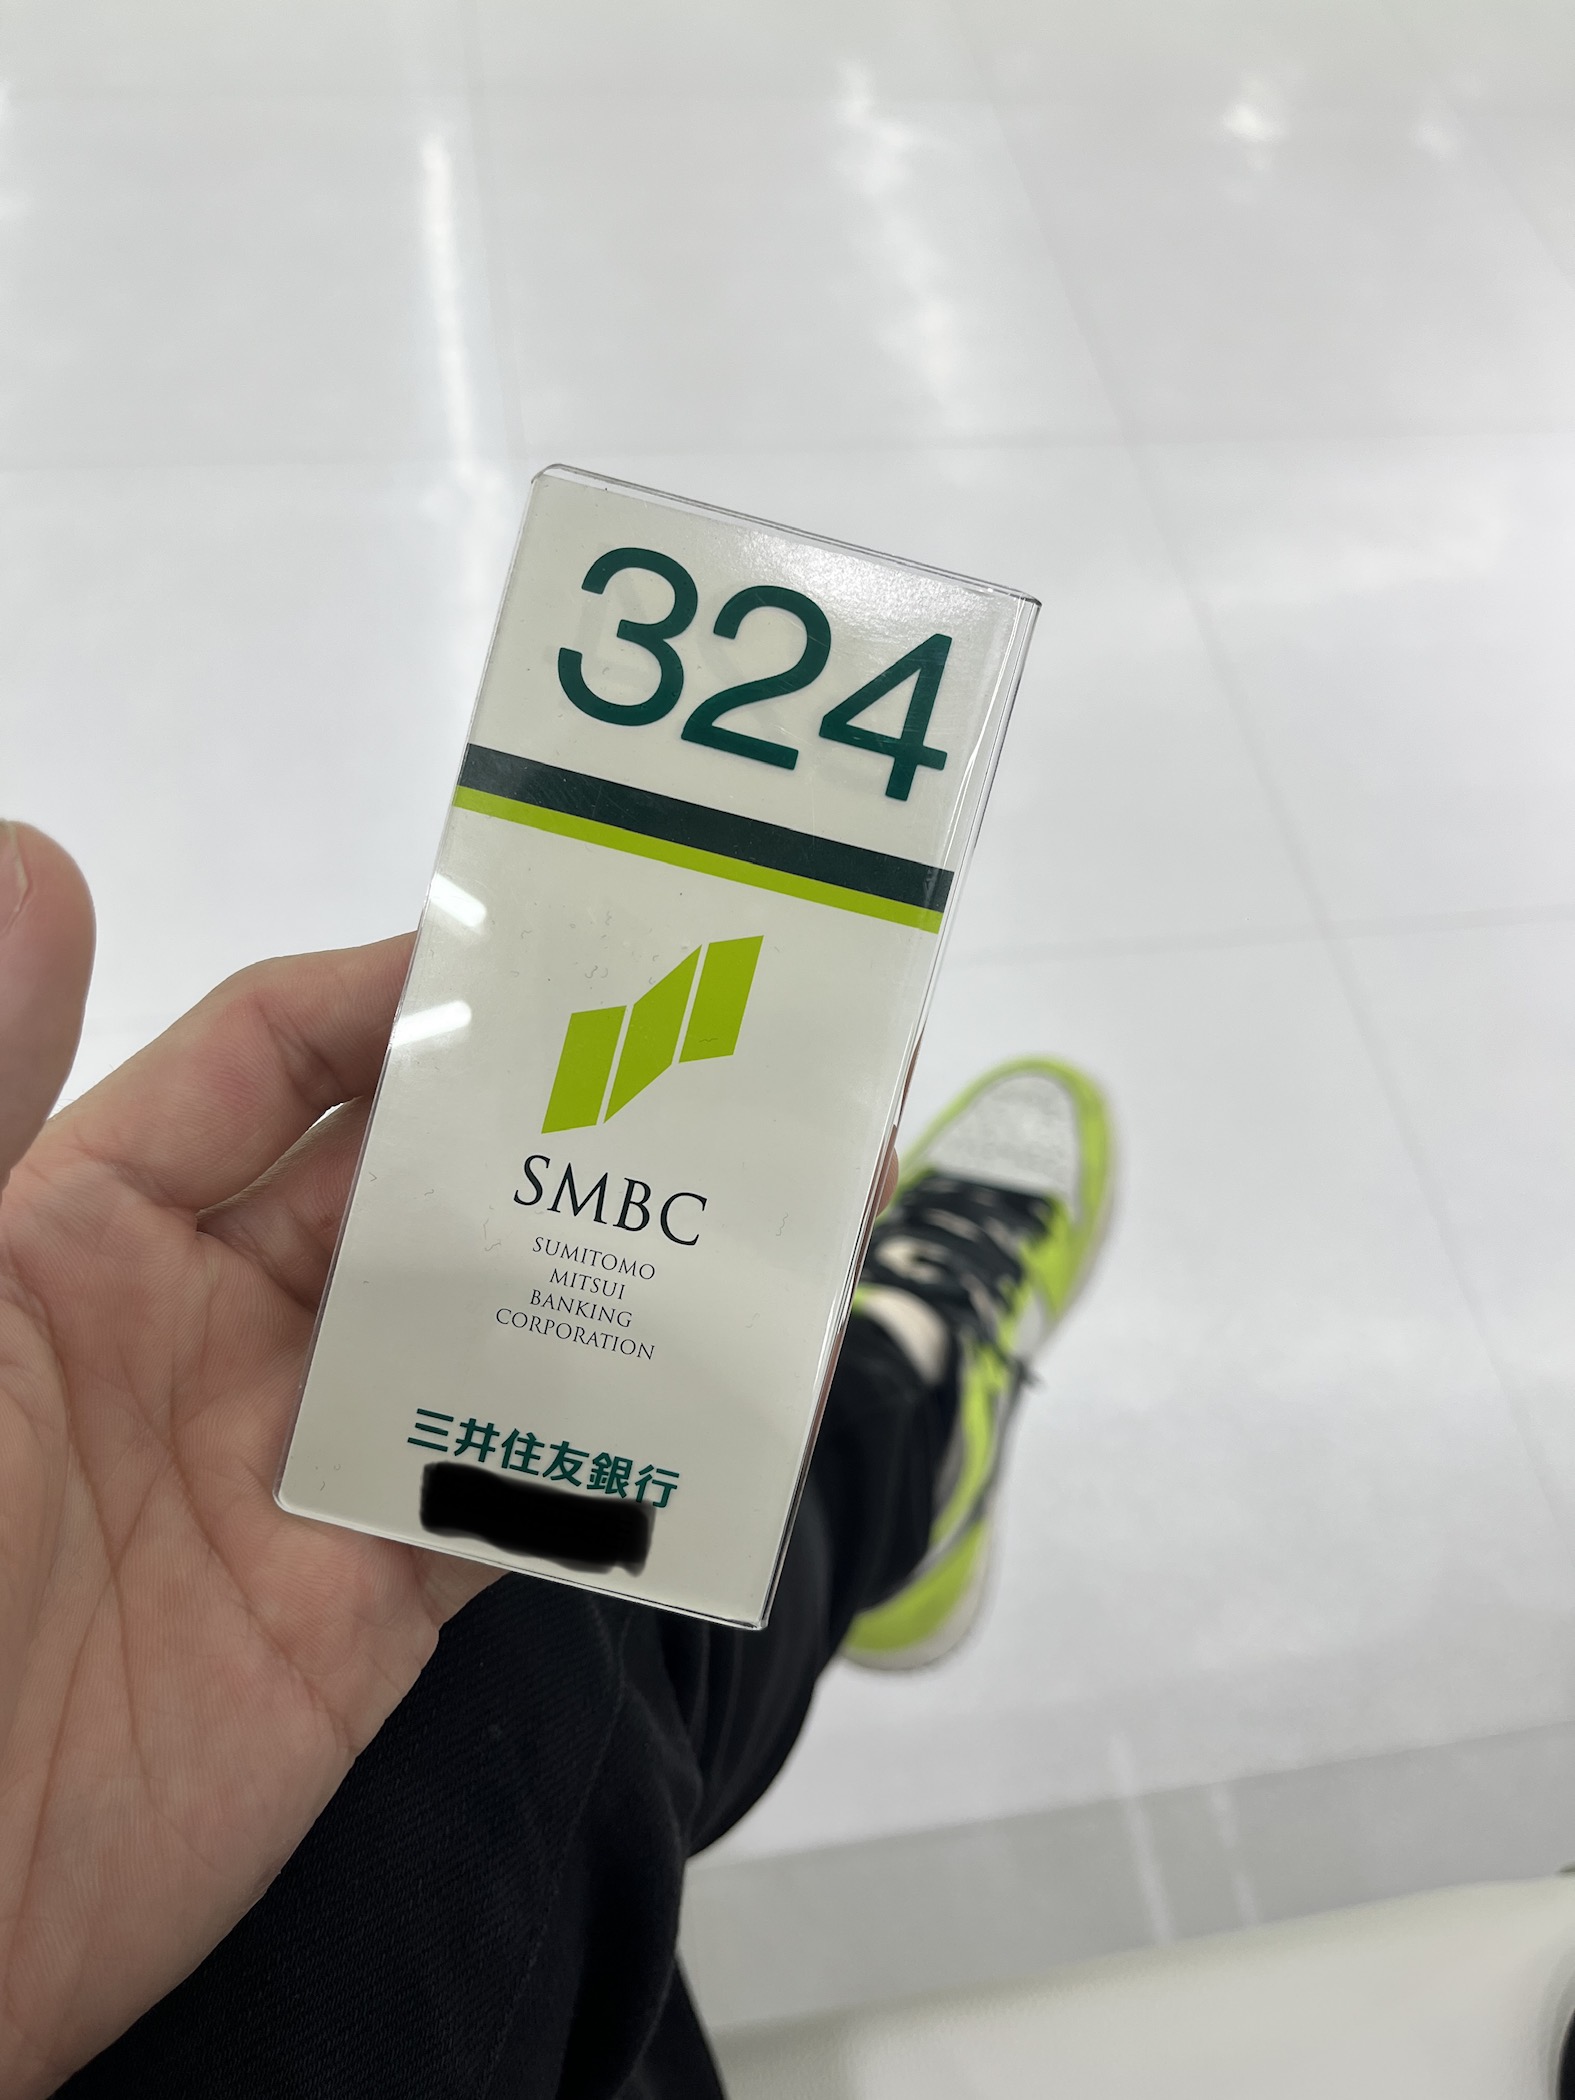 324
SMBC
SUMITOMO
MITSUI
BANKING
CORPORATION
三井住友銀行